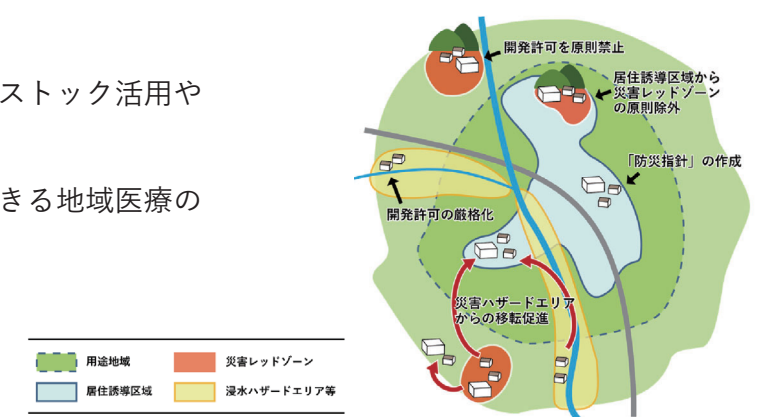 ストック活用や
きる地域医療の
開発許可を原則禁止
居住誘導区域から
災害レッドゾーン
の原則除外
「防災指針」の作成
開発許可の厳格化
災害ハザードエリア
からの移転促進
用途地域
災害レッドゾーン
居住誘導区域
浸水ハザードエリア等